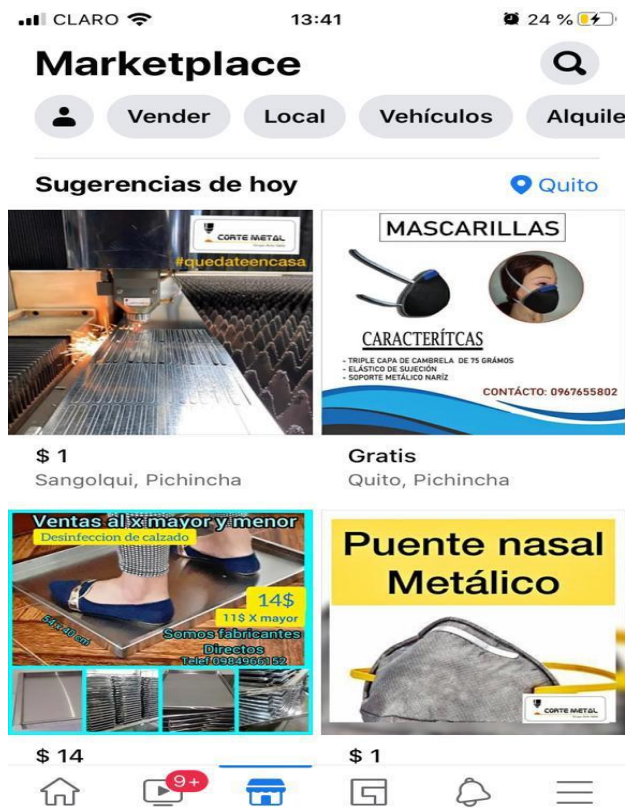 CLARO
13:41
24 %
Marketplace
Vender
Local
Vehículos
Alquile
Sugerencias de hoy
Quito
CORTE METAL
#quedateencasa
MASCARILLAS
CARACTERÍTCAS
- TRIPLE CAPA DE CAMBRELA DE 75 GRÁMOS
- ELÁSTICO DE SUJECIÓN
- SOPORTE METÁLICO NARÍZ
CONTÁCTO: 0967655802
$ 1
Sangolqui, Pichincha
Gratis
Quito, Pichincha
Ventas al x mayor y menor
Desinfeccion de calzado
14$
11$ X mayor
54 x 40 cm
Somos fabricantes
Directos
Telef 0984966152
Puente nasal
Metálico
CORTE METAL
$ 14
$ 1
9+